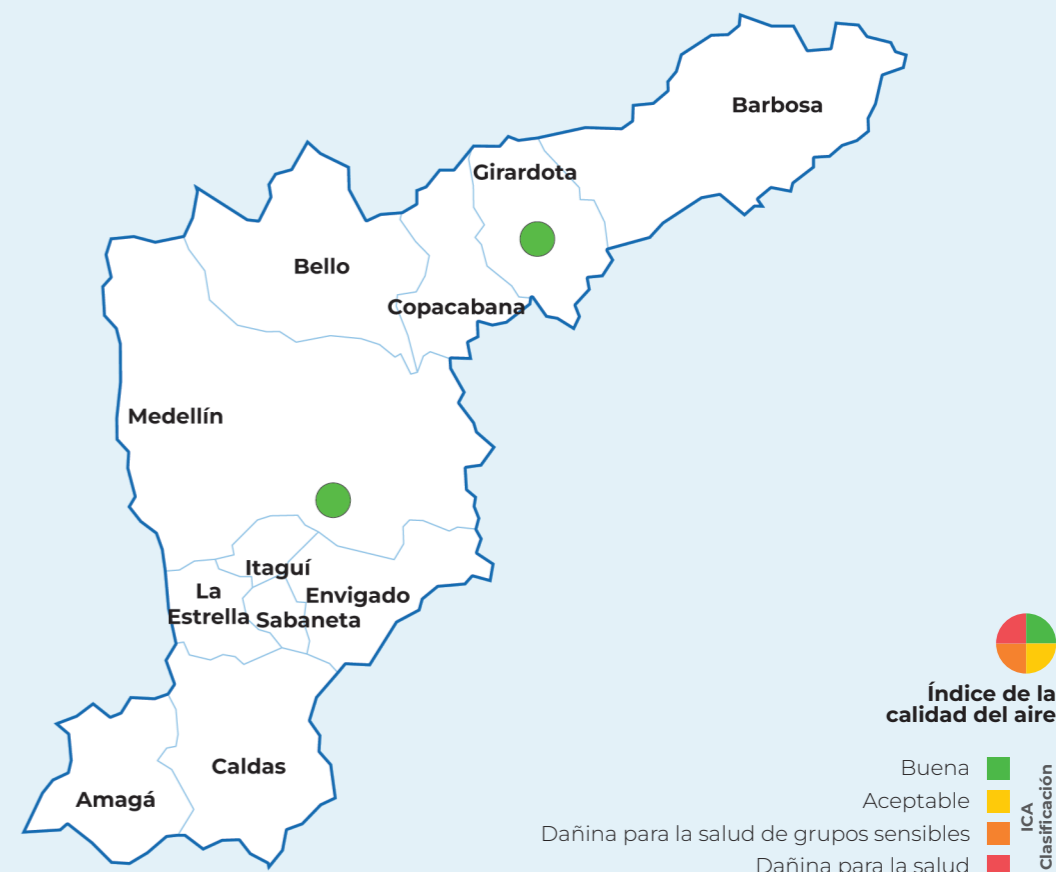 Barbosa
Girardota
Bello
Copacabana
Medellín
Itaguí
La
Estrella
Envigado
Sabaneta
Caldas
Amagá
Índice de la
calidad del aire
Buena
Aceptable
Dañina para la salud de grupos sensibles
Dañina para la salud
ICA
Clasificación